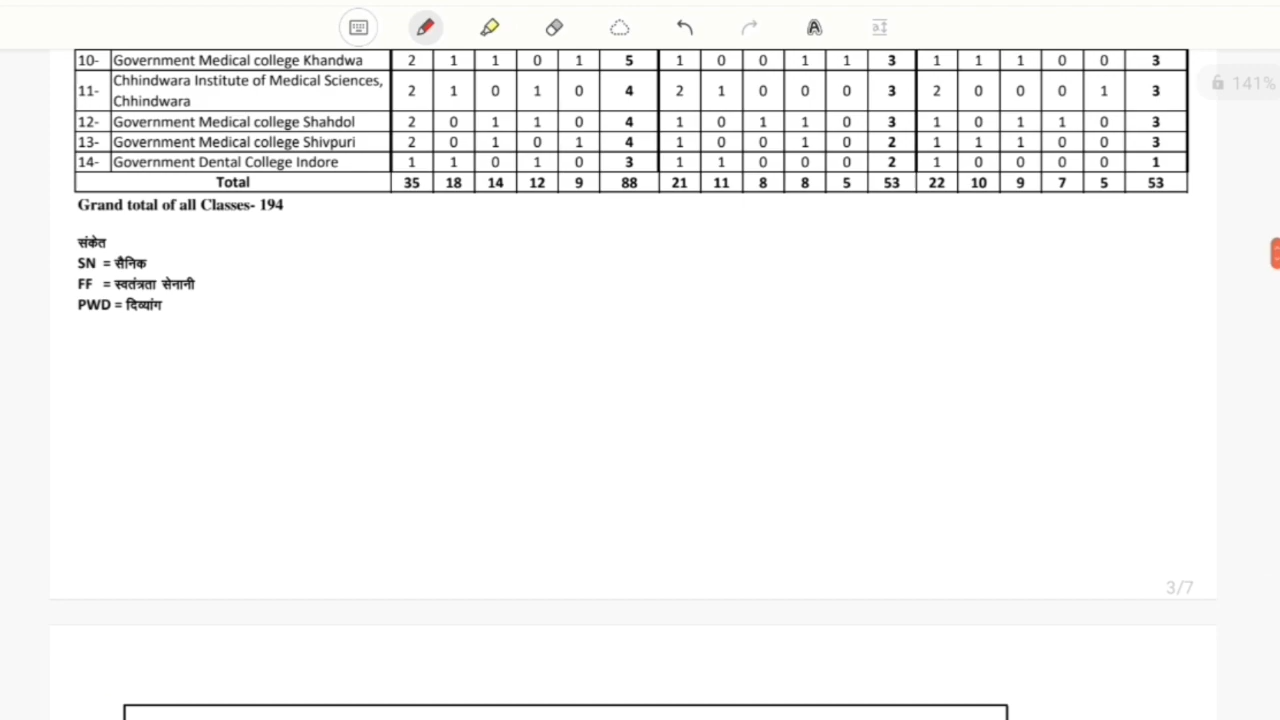 10- Government Medical college Khandwa 2 1 1 0 1 5 1 0 0 1 1 3 1 1 1 0 0 3
11- Chhindwara Institute of Medical Sciences, Chhindwara 2 1 0 1 0 4 2 1 0 0 0 3 2 0 0 0 1 3
12- Government Medical college Shahdol 2 0 1 1 0 4 1 0 1 1 0 3 1 0 1 1 0 3
13- Government Medical college Shivpuri 2 0 1 0 1 4 1 0 0 1 0 2 1 1 1 0 0 3
14- Government Dental College Indore 1 1 0 1 0 3 1 1 0 0 0 2 1 0 0 0 0 1
Total 35 18 14 12 9 88 21 11 8 8 5 53 22 10 9 7 5 53
Grand total of all Classes- 194
संकेत
SN = सैनिक
FF = स्वतंत्रता सेनानी
PWD = दिव्यांग
3/7
141%